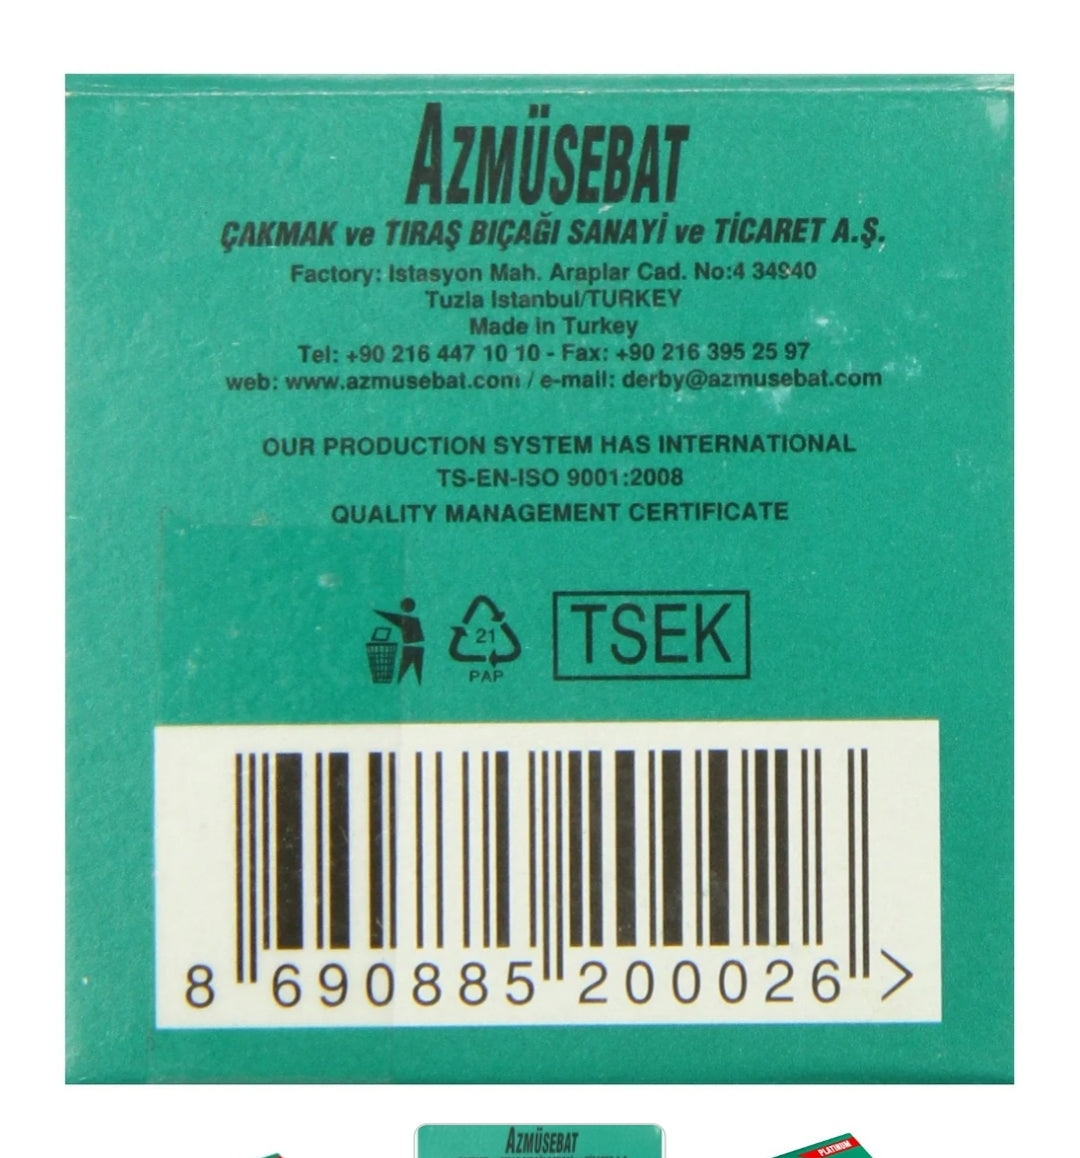 AZMÜSEBAT
ÇAKMAK ve TIRAŞ BIÇAĞI SANAYİ ve TİCARET A.Ş.
Factory: Istasyon Mah. Araplar Cad. No:4 34940
Tuzla Istanbul/TURKEY
Made in Turkey
Tel: +90 216 447 10 10 - Fax: +90 216 395 25 97
web: www.azmusebat.com / e-mail: derby@azmusebat.com
OUR PRODUCTION SYSTEM HAS INTERNATIONAL
TS-EN-ISO 9001:2008
QUALITY MANAGEMENT CERTIFICATE
21
PAP
TSEK
8 690885 200026 >
AZMÜSEBAT
PLATINUM